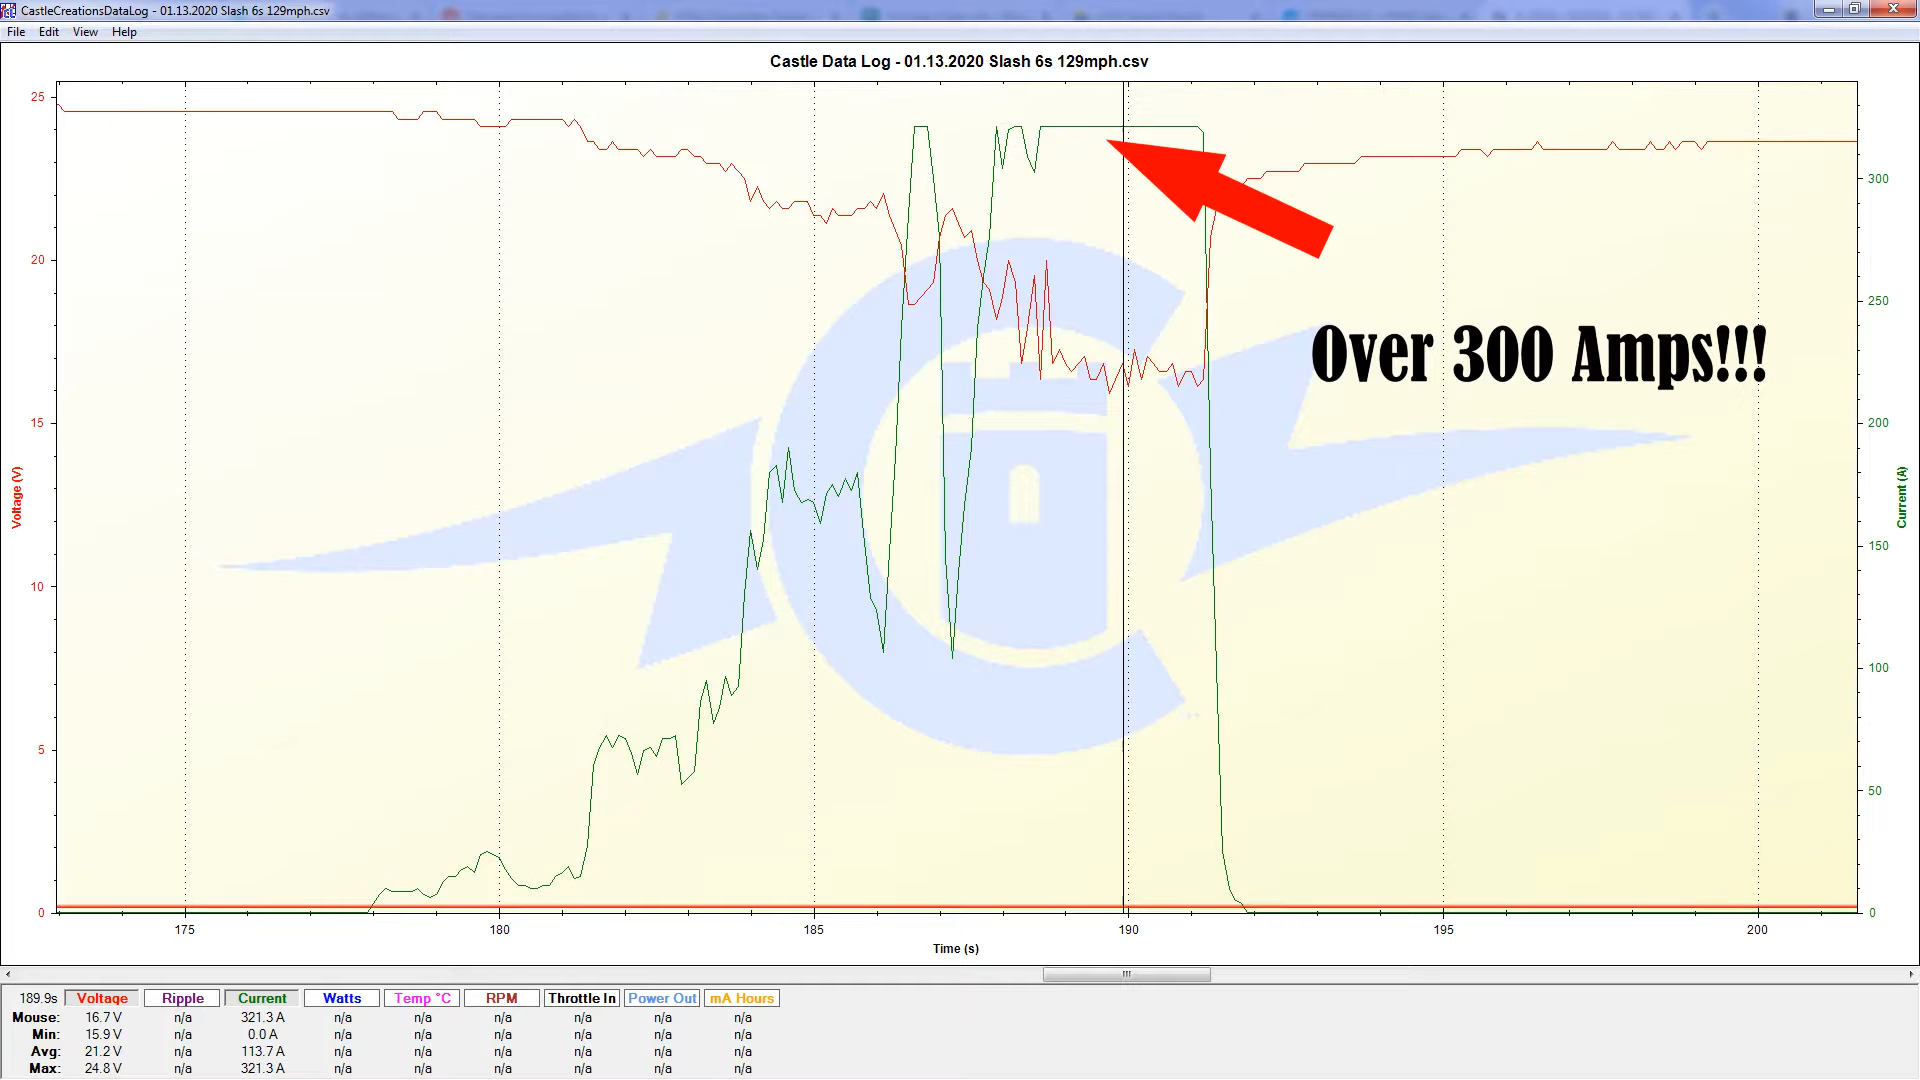 CastleCreationsDataLog - 01.13.2020 Slash 6s 129mph.csv
File Edit View Help
Castle Data Log - 01.13.2020 Slash 6s 129mph.csv
25
20
15
10
5
0
Voltage (V)
300
250
200
150
100
50
0
Current (A)
Over 300 Amps!!!
175 180 185 190 195 200
Time (s)
189.9s Voltage Ripple Current Watts Temp °C RPM Throttle In Power Out mA Hours
Mouse: 16.7 V n/a 321.3 A n/a n/a n/a n/a n/a n/a
Min: 15.9 V n/a 0.0 A n/a n/a n/a n/a n/a n/a
Avg: 21.2 V n/a 113.7 A n/a n/a n/a n/a n/a n/a
Max: 24.8 V n/a 321.3 A n/a n/a n/a n/a n/a n/a